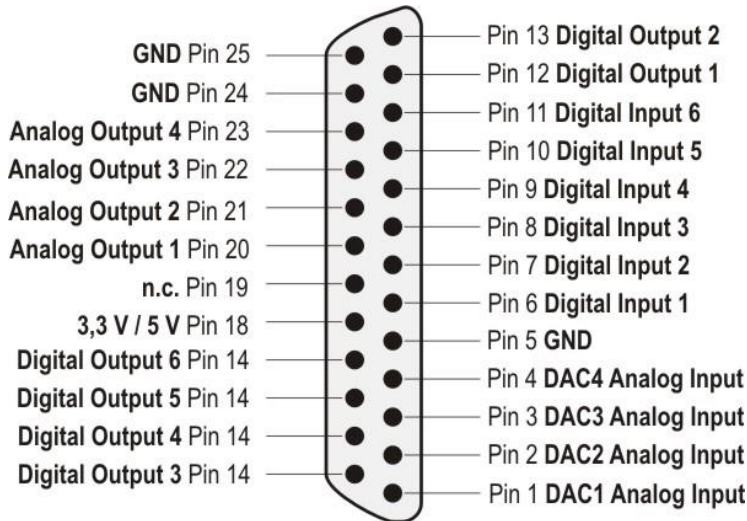 GND Pin 25
GND Pin 24
Analog Output 4 Pin 23
Analog Output 3 Pin 22
Analog Output 2 Pin 21
Analog Output 1 Pin 20
n.c. Pin 19
3,3 V / 5 V Pin 18
Digital Output 6 Pin 14
Digital Output 5 Pin 14
Digital Output 4 Pin 14
Digital Output 3 Pin 14
Pin 13 Digital Output 2
Pin 12 Digital Output 1
Pin 11 Digital Input 6
Pin 10 Digital Input 5
Pin 9 Digital Input 4
Pin 8 Digital Input 3
Pin 7 Digital Input 2
Pin 6 Digital Input 1
Pin 5 GND
Pin 4 DAC4 Analog Input
Pin 3 DAC3 Analog Input
Pin 2 DAC2 Analog Input
Pin 1 DAC1 Analog Input